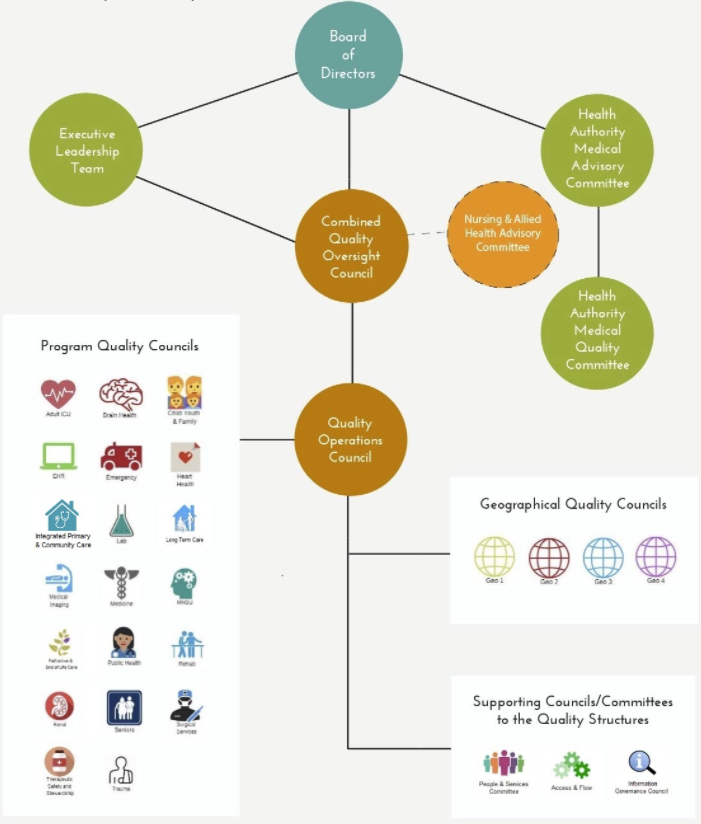 Board
of
Directors
Executive
Leadership
Team
Health
Authority
Medical
Advisory
Committee
Combined
Quality
Oversight
Council
Nursing & Allied
Health Advisory
Committee
Health
Authority
Medical
Quality
Committee
Quality
Operations
Council
Program Quality Councils
Adult ICU
Brain Health
Child Youth
& Family
EHR
Emergency
Heart
Health
Integrated Primary
& Community Care
Lab
Long Term Care
Medical
Imaging
Medicine
MHSU
Palliative &
End of Life Care
Public Health
Rehab
Renal
Seniors
Surgical
Services
Therapeutic
Safety and
Stewardship
Trauma
Geographical Quality Councils
Geo 1
Geo 2
Geo 3
Geo 4
Supporting Councils/Committees
to the Quality Structures
People & Services
Committee
Access & Flow
Information
Governance Council